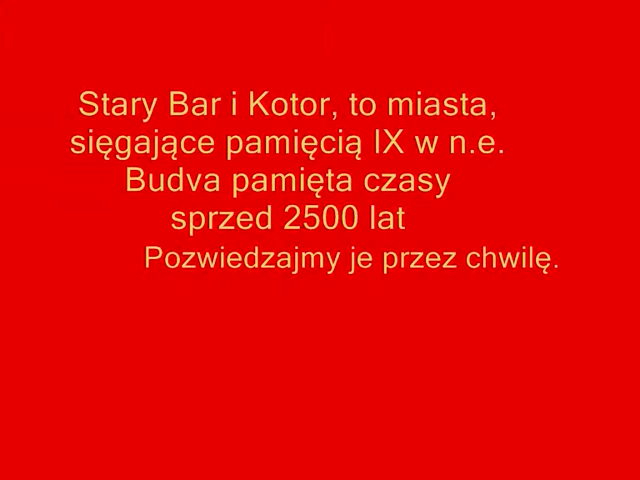 Stary Bar i Kotor, to miasta,
sięgające pamięcią IX w n.e.
Budva pamięta czasy
sprzed 2500 lat
Pozwiedzajmy je przez chwilę.